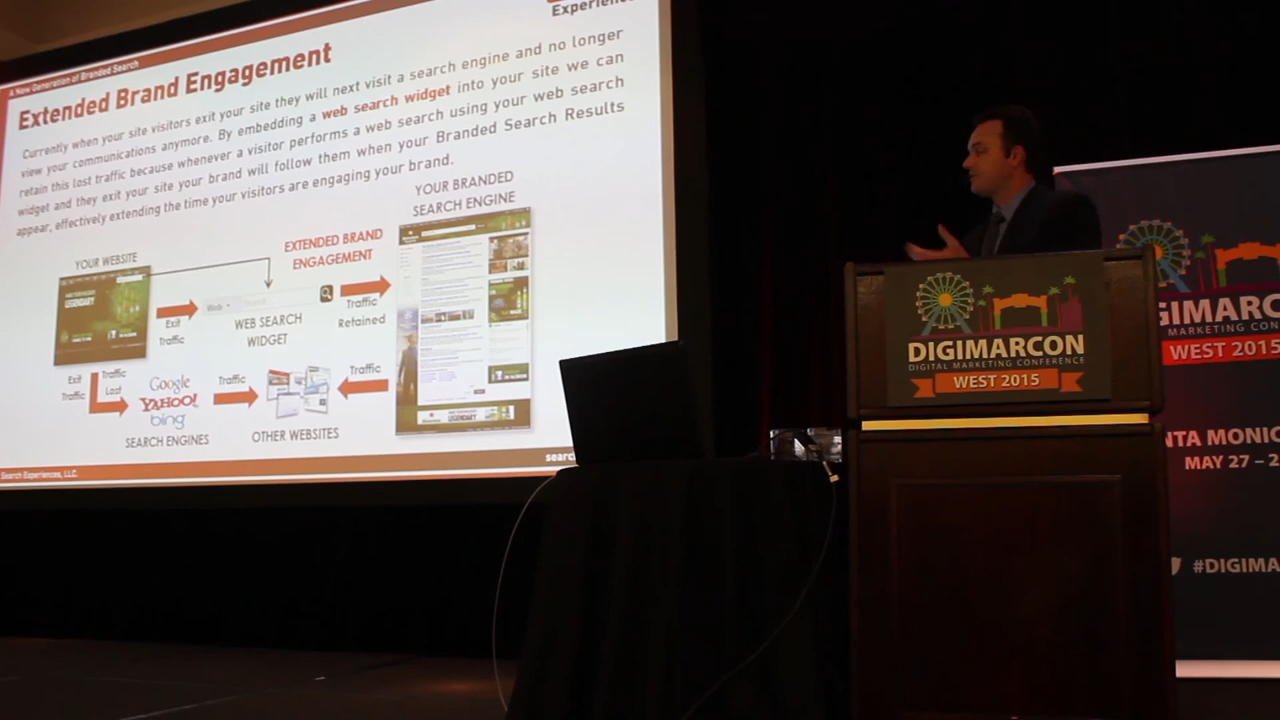 A New Generation of Branded Search
Experience
Extended Brand Engagement
Currently when your site visitors exit your site they will next visit a search engine and no longer
view your communications anymore. By embedding a web search widget into your site we can
retain this lost traffic because whenever a visitor performs a web search using your web search
widget and they exit your site your brand will follow them when your Branded Search Results
appear, effectively extending the time your visitors are engaging your brand.
YOUR WEBSITE
EXTENDED BRAND
ENGAGEMENT
YOUR BRANDED
SEARCH ENGINE
LEGENDARY
Exit
Traffic
Web
WEB SEARCH
WIDGET
Traffic
Retained
Exit
Traffic
Traffic
Lost
Google
YAHOO!
bing
SEARCH ENGINES
Traffic
OTHER WEBSITES
Traffic
LEGENDARY
Search Experiences, LLC.
search
DIGIMARCON
DIGITAL MARKETING CONFERENCE
WEST 2015
GIMARCO
MARKETING CON
WEST 2015
NTA MONIC
MAY 27 – 2
#DIGIMA